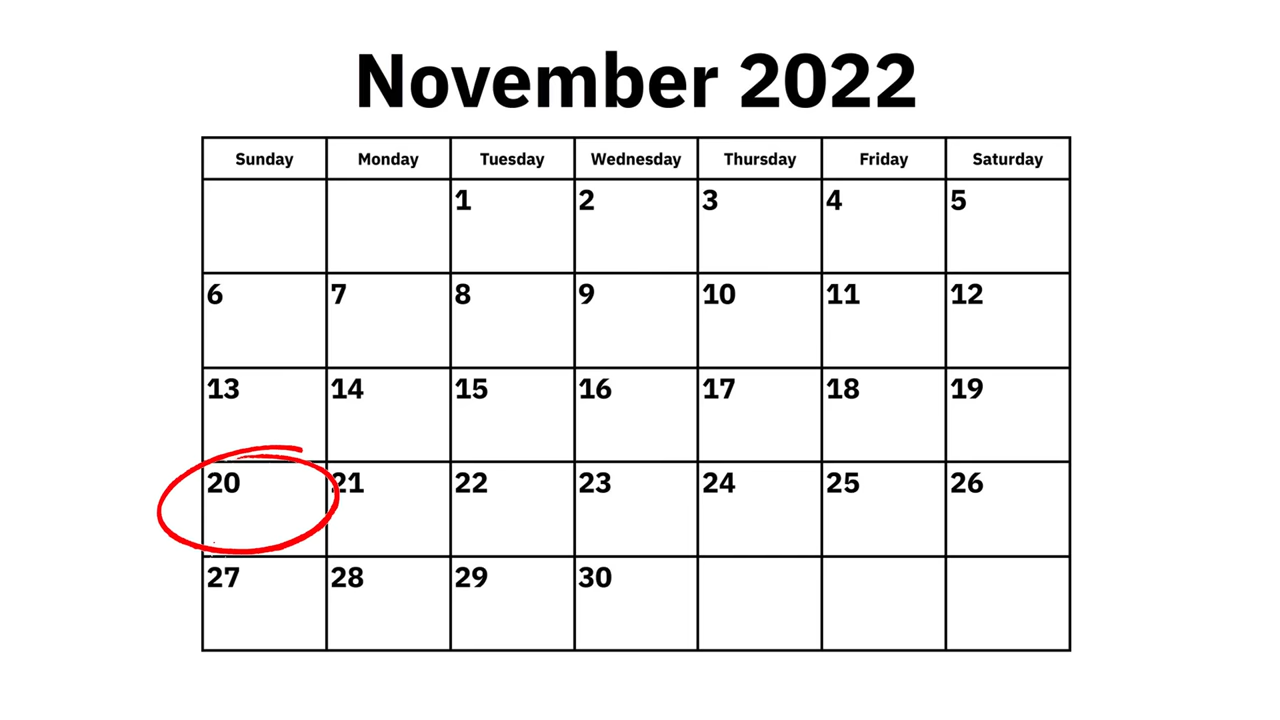 November 2022
Sunday Monday Tuesday Wednesday Thursday Friday Saturday
1 2 3 4 5
6 7 8 9 10 11 12
13 14 15 16 17 18 19
20 21 22 23 24 25 26
27 28 29 30